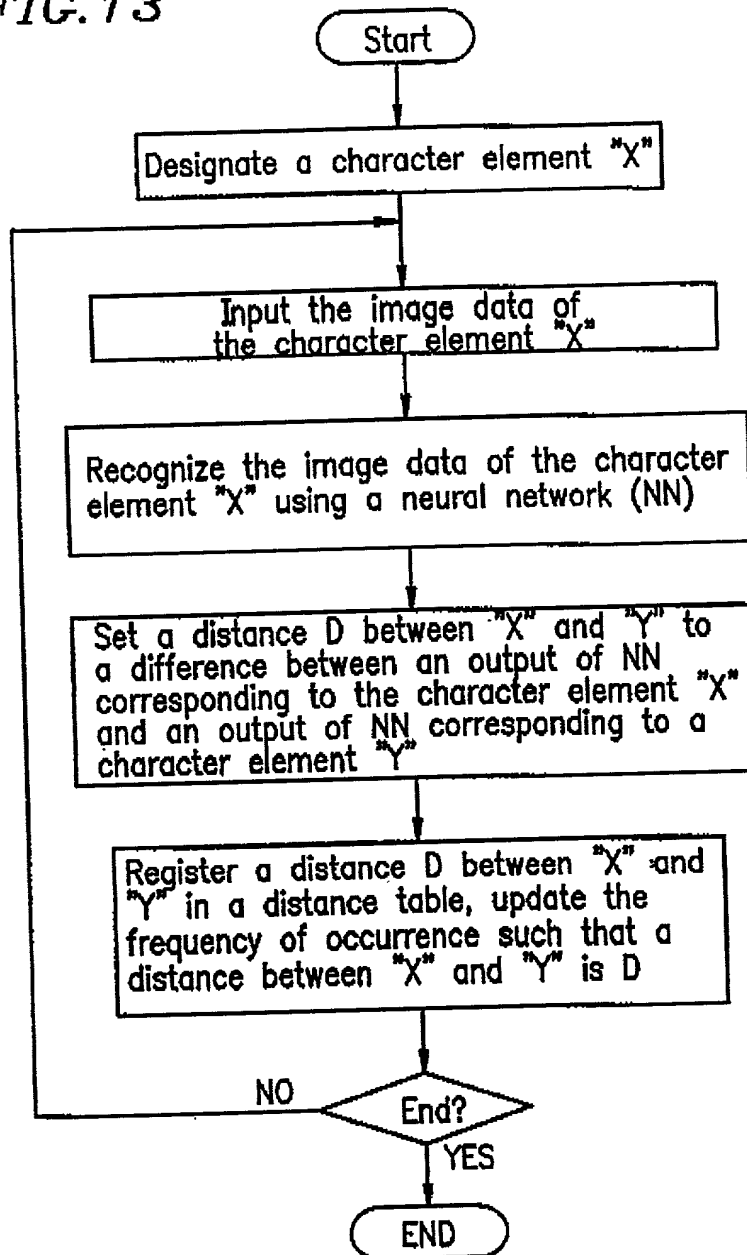 FIG. 13
Start
Designate a character element "X"
Input the image data of
the character element "X"
Recognize the image data of the character
element "X" using a neural network (NN)
Set a distance D between "X" and "Y" to
a difference between an output of NN
corresponding to the character element "X"
and an output of NN corresponding to a
character element "Y"
Register a distance D between "X" and
"Y" in a distance table, update the
frequency of occurrence such that a
distance between "X" and "Y" is D
NO
End?
YES
END